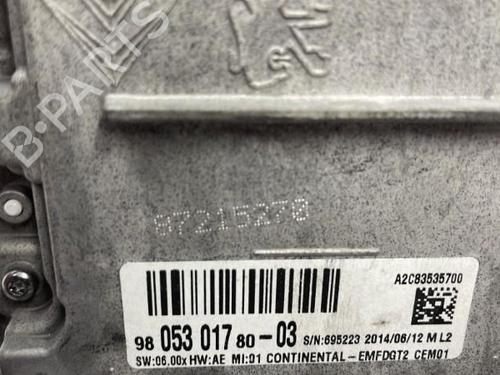 B-PARTS
87215270
A2C83535700
98 053 017 80-03 S/N:695223 2014/06/12 M L2
SW:06.00x HW:AE MI:01 CONTINENTAL-EMFDGT2 CEM01